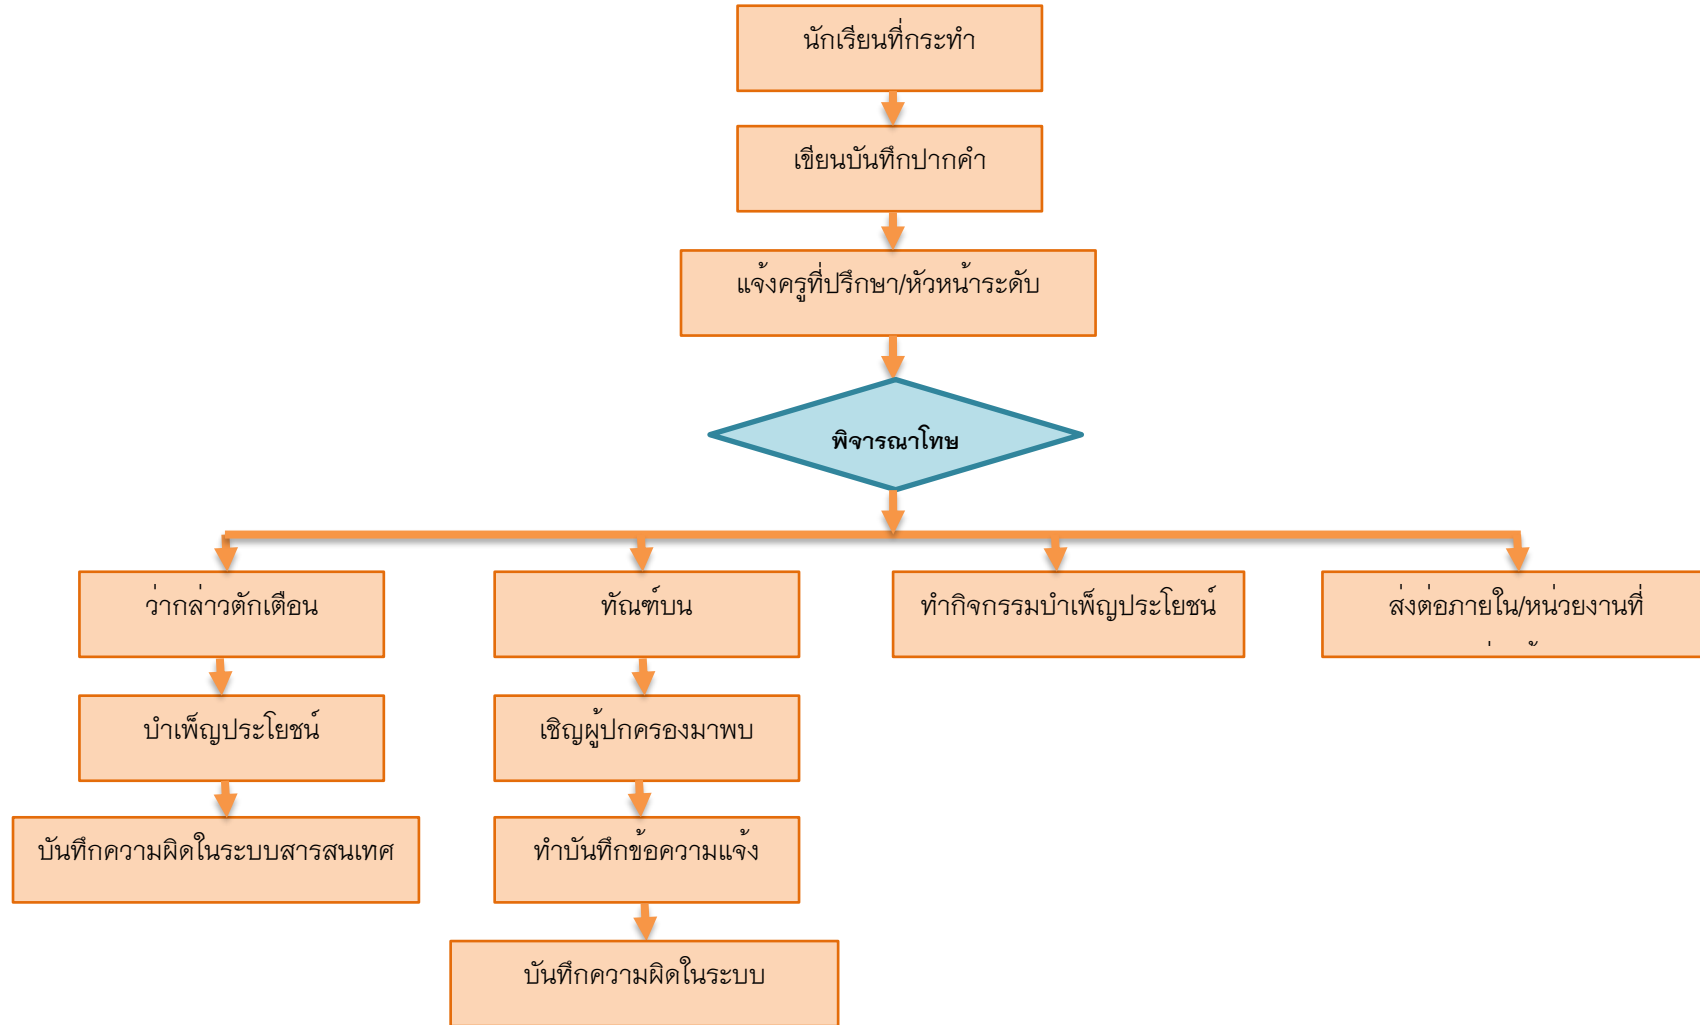 นักเรียนที่กระทำ
เขียนบันทึกปากคำ
แจ้งครูที่ปรึกษา/หัวหน้าระดับ
พิจารณาโทษ
ว่ากล่าวตักเตือน
ทัณฑ์บน
ทำกิจกรรมบำเพ็ญประโยชน์
ส่งต่อภายใน/หน่วยงานที่
บำเพ็ญประโยชน์
เชิญผู้ปกครองมาพบ
บันทึกความผิดในระบบสารสนเทศ
ทำบันทึกข้อความแจ้ง
บันทึกความผิดในระบบ